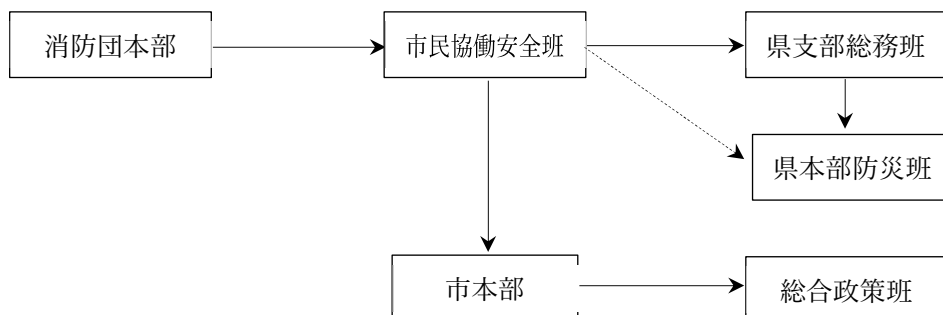 消防団本部
市民協働安全班
県支部総務班
県本部防災班
市本部
総合政策班